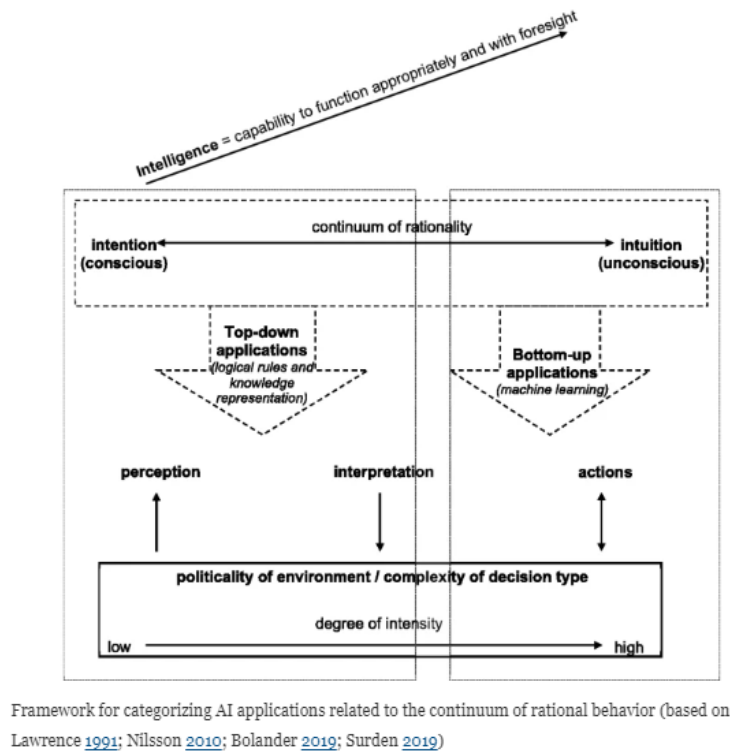 Intelligence = capability to function appropriately and with foresight
continuum of rationality
intention
(conscious)
intuition
(unconscious)
Top-down
applications
(logical rules and
knowledge
representation)
Bottom-up
applications
(machine learning)
perception
interpretation
actions
politicality of environment / complexity of decision type
degree of intensity
low
high
Framework for categorizing AI applications related to the continuum of rational behavior (based on
Lawrence 1991; Nilsson 2010; Bolander 2019; Surden 2019)